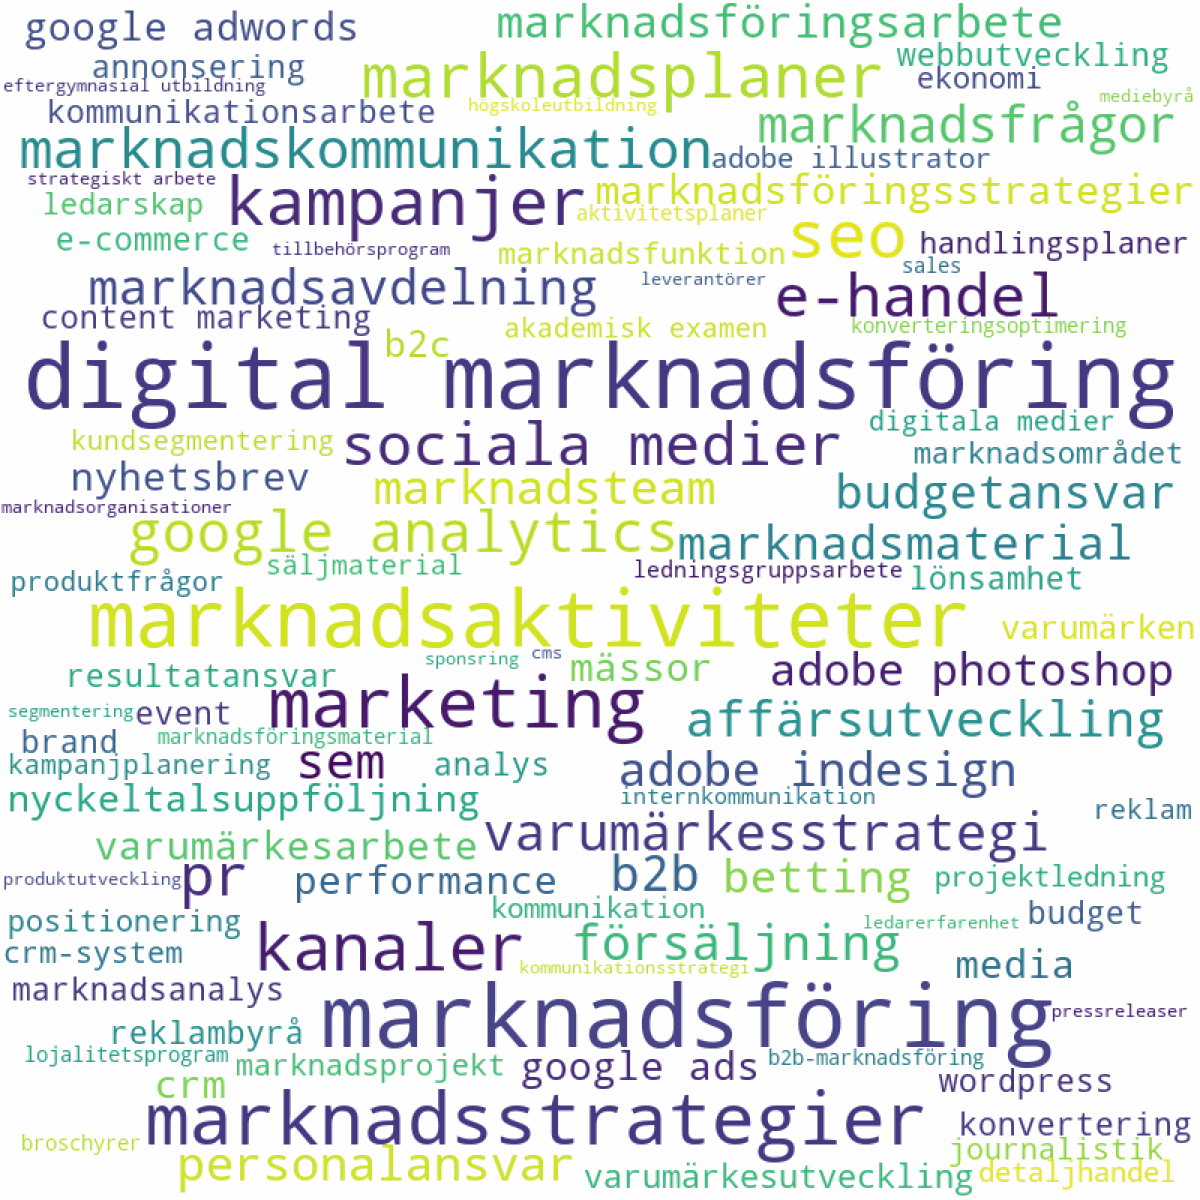 google adwords
marknadsföringsarbete
annonsering
marknadsplaner
webbutveckling
eftergymnasial utbildning
ekonomi
kommunikationsarbete
högskoleutbildning
mediebyrå
marknadsfrågor
marknadskommunikation
adobe illustrator
strategiskt arbete
kampanjer
marknadsföringsstrategier
ledarskap
aktivitetsplaner
e-commerce
tillbehörsprogram
marknadsfunktion
seo
handlingsplaner
marknadsavdelning
leverantörer
sales
e-handel
content marketing
b2c
akademisk examen
konverteringsoptimering
digital marknadsföring
kundsegmentering
sociala medier
digitala medier
marknadsområdet
nyhetsbrev
marknadsteam
budgetansvar
marknadsorganisationer
google analytics
marknadsmaterial
produktfrågor
säljmaterial
ledningsgruppsarbete
lönsamhet
marknadsaktiviteter
varumärken
resultatansvar
sponsring
cms
mässor
adobe photoshop
segmentering
event
marketing
affärsutveckling
brand
marknadsföringsmaterial
kampanjplanering
sem
analys
adobe indesign
nyckeltalsuppföljning
internkommunikation
reklam
varumärkesarbete
varumärkesstrategi
produktutveckling
pr
performance
b2b
betting
projektledning
positionering
kommunikation
ledarerfarenhet
budget
crm-system
kanaler
försäljning
kommunikationsstrategi
media
marknadsanalys
marknadsföring
pressreleaser
reklambyrå
lojalitetsprogram
marknadsprojekt
google ads
b2b-marknadsföring
crm
wordpress
marknadsstrategier
konvertering
broschyrer
journalistik
personalansvar
varumärkesutveckling
detaljhandel